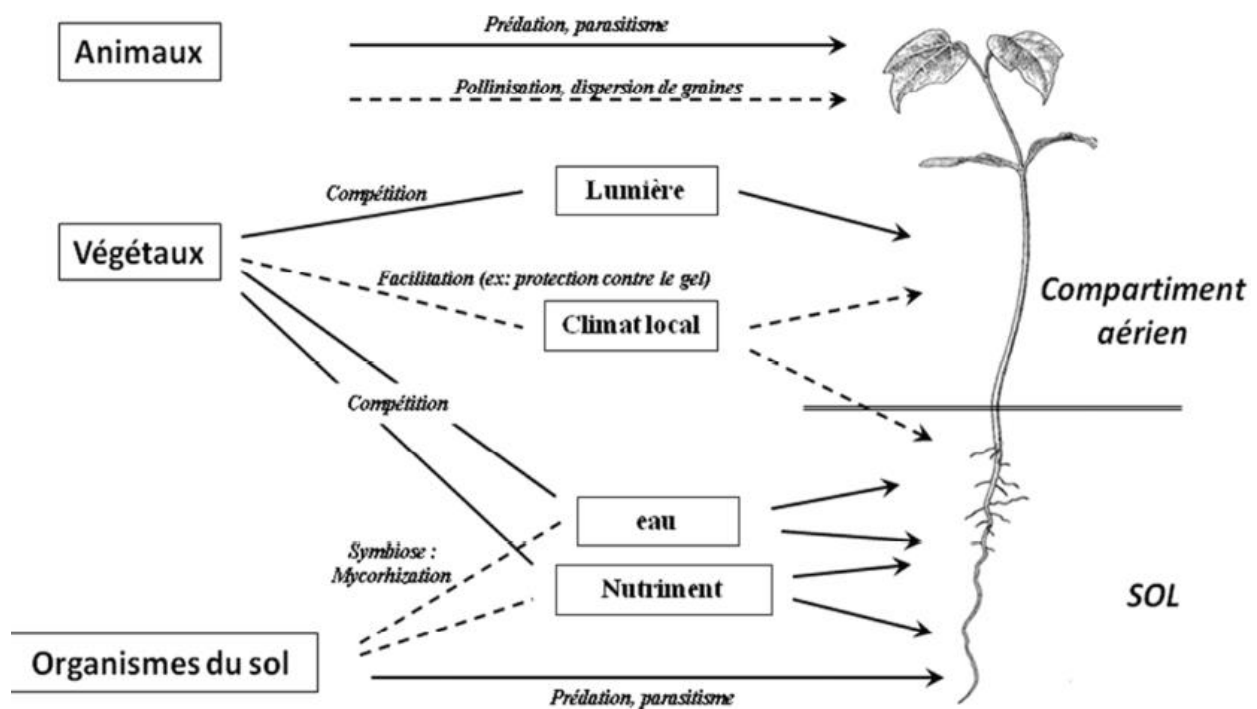 Prédation, parasitisme
Animaux
Pollinisation, dispersion de graines
Compétition
Lumière
Végétaux
Facilitation (ex: protection contre le gel)
Climat local
Compartiment
aérien
Compétition
eau
Symbiose :
Mycorhization
Nutriment
SOL
Organismes du sol
Prédation, parasitisme